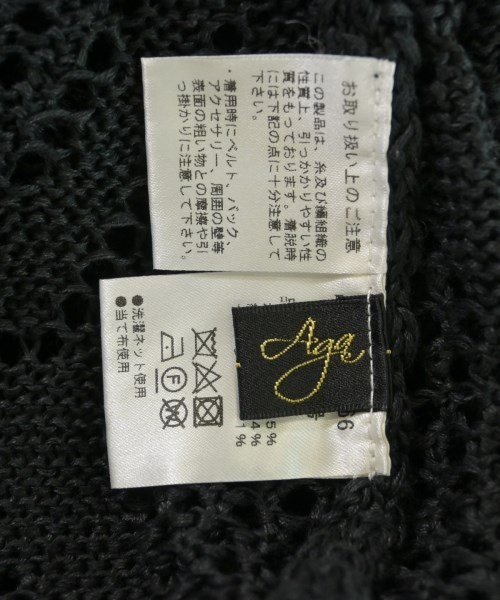 お取り扱い上のご注意
この製品は、糸及び編組織の
性質上、引っかかりやすい性
質をもっております。着脱時
には下記の点に十分注意して
下さい。
・着用時にベルト、バック、
アクセサリー、周囲の壁等
表面の粗い物との摩擦や引
っ掛かりに注意して下さい。
Aga
66
号
5%
4%
1%
●洗濯ネット使用
●当て布使用